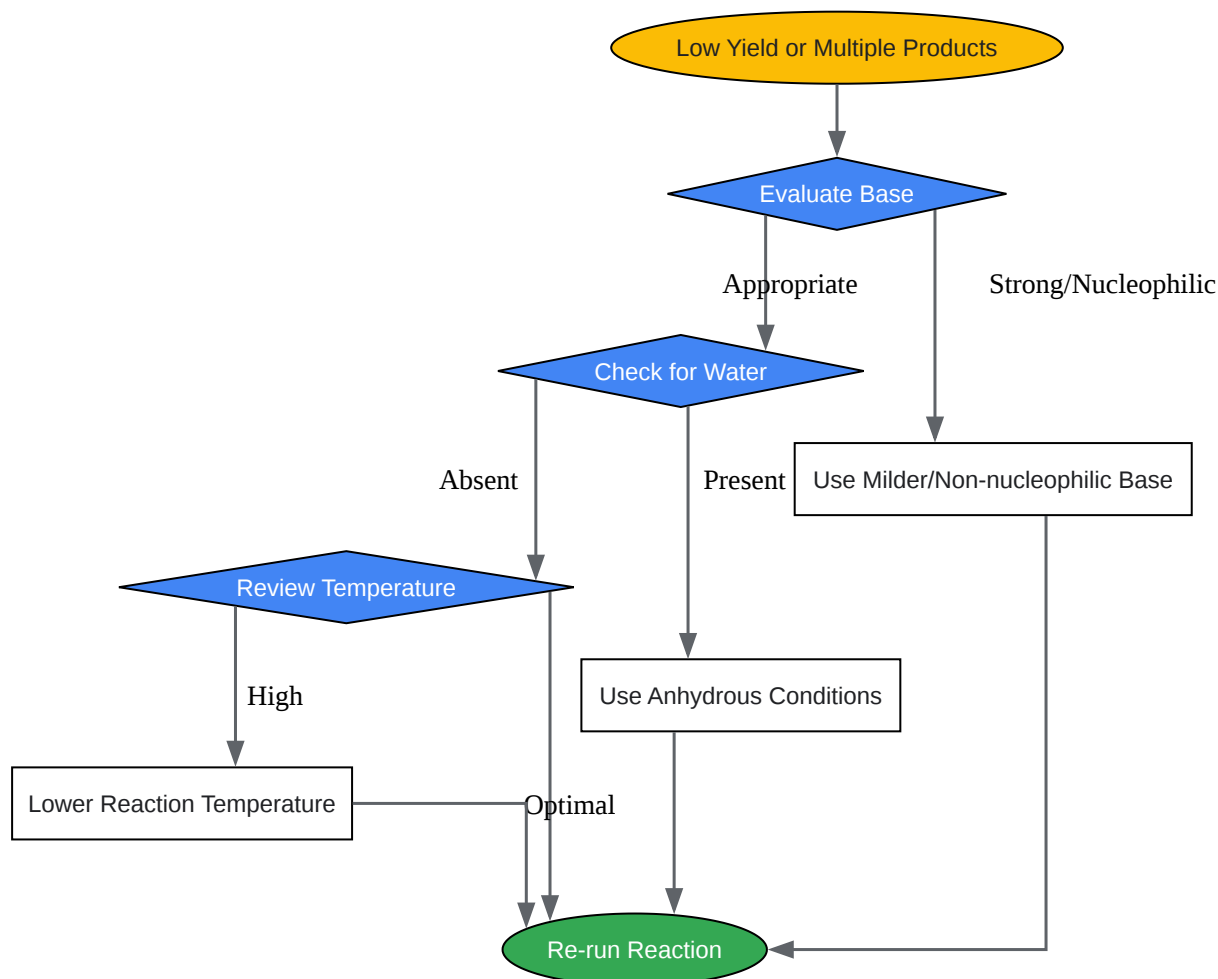 Low Yield or Multiple Products
Evaluate Base
Appropriate
Strong/Nucleophilic
Check for Water
Absent
Present
Use Milder/Non-nucleophilic Base
Review Temperature
High
Use Anhydrous Conditions
Lower Reaction Temperature
Optimal
Re-run Reaction